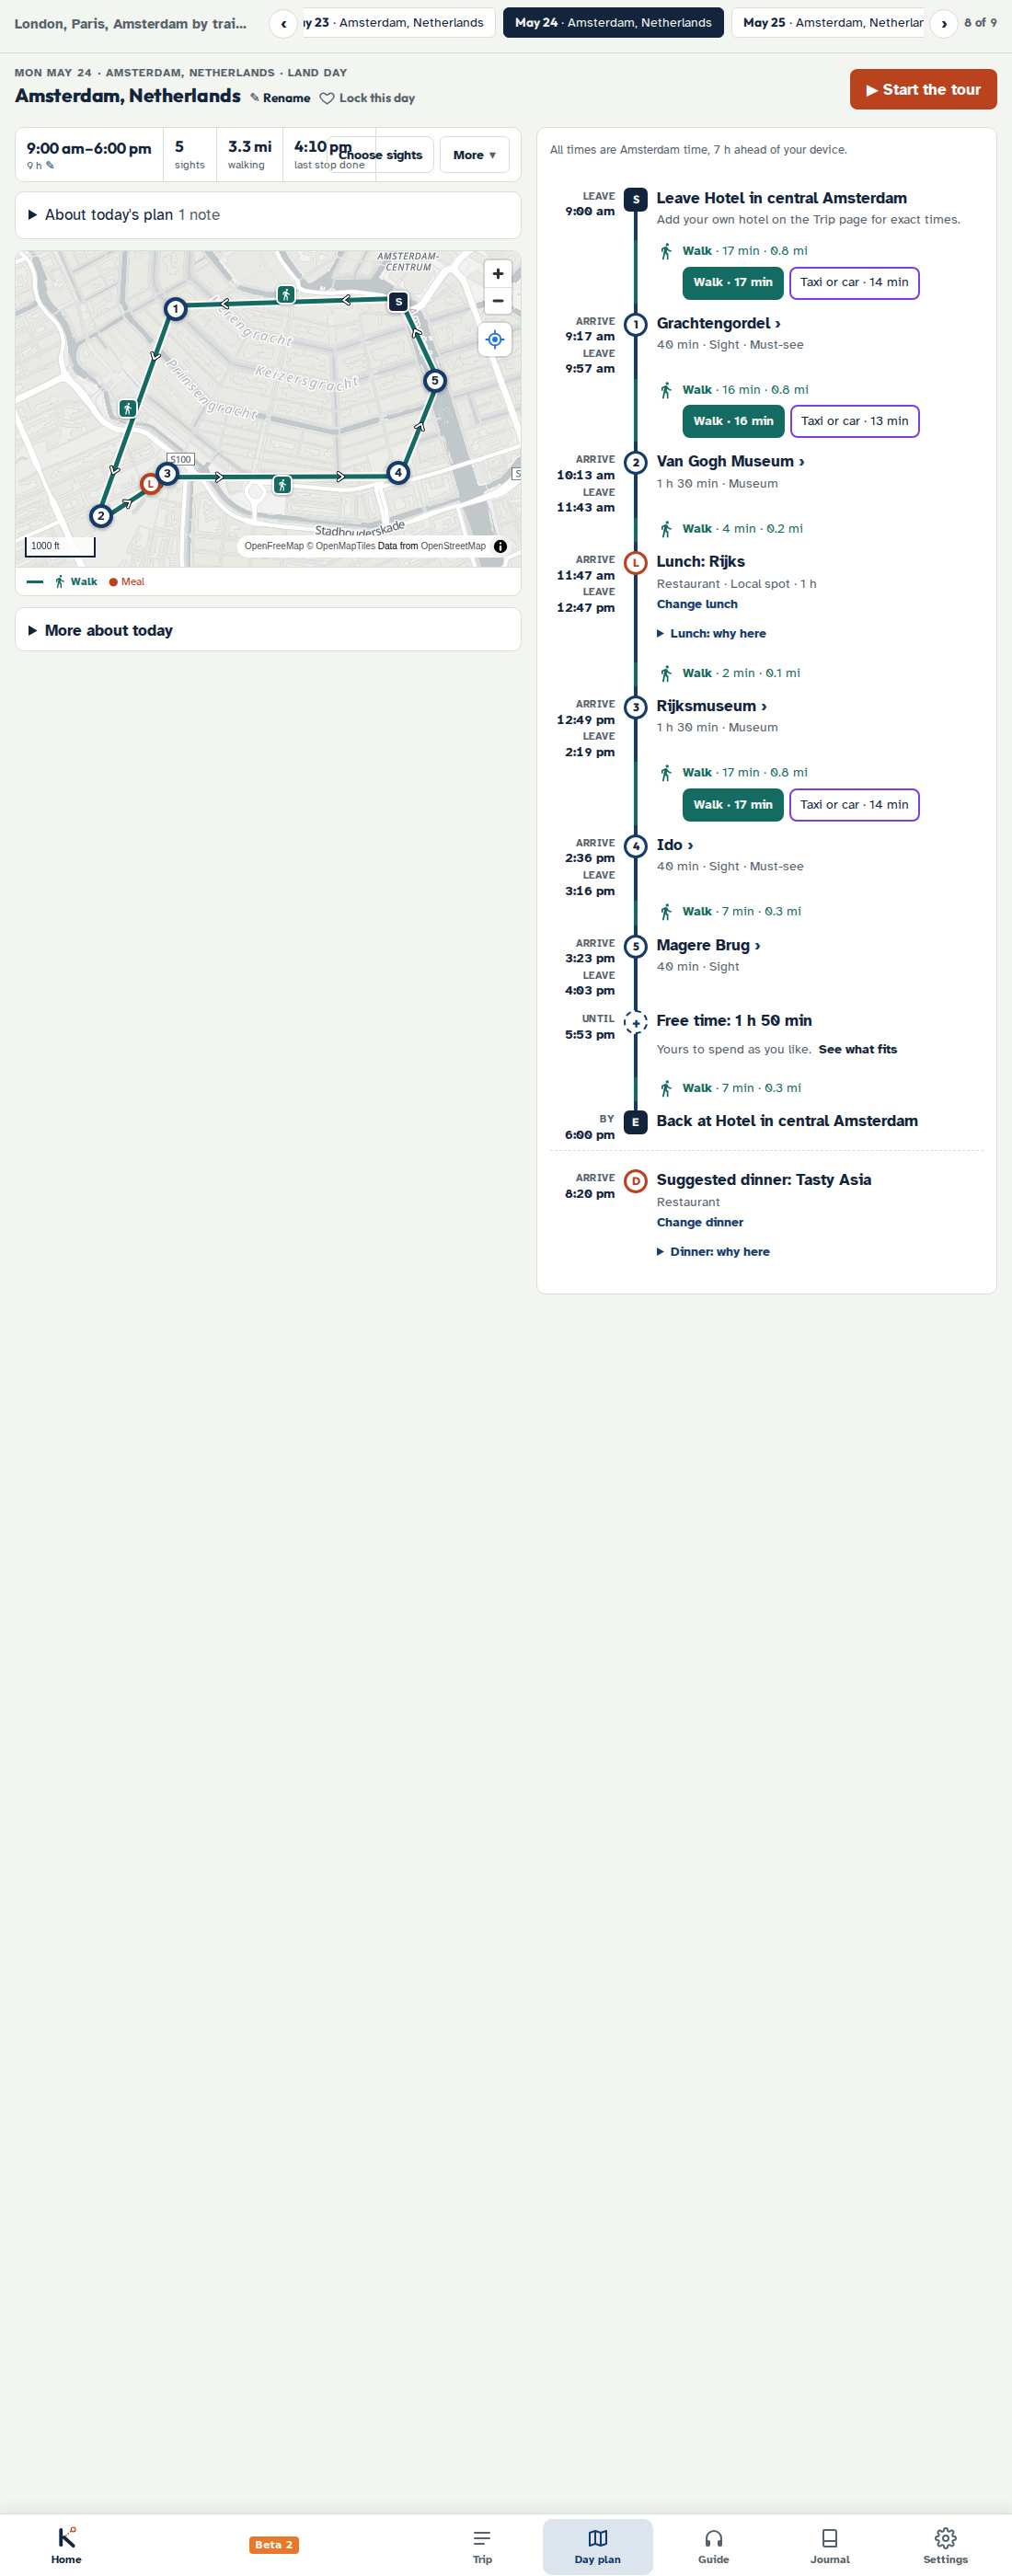 London, Paris, Amsterdam by trai...
‹
y 23 · Amsterdam, Netherlands
May 24 · Amsterdam, Netherlands
May 25 · Amsterdam, Netherlan
›
8 of 9
MON MAY 24 · AMSTERDAM, NETHERLANDS · LAND DAY
Amsterdam, Netherlands
✎ Rename
Lock this day
▶ Start the tour
9:00 am–6:00 pm
9 h ✎
5
sights
3.3 mi
walking
4:10 pm
last stop done
Choose sights
More ▾
▶ About today's plan 1 note
AMSTERDAM-
CENTRUM
Keizersgracht
Prinsengracht
S100
Stadhouderskade
S
1
2
3
4
5
L
+
−
1000 ft
OpenFreeMap © OpenMapTiles Data from OpenStreetMap
Walk
Meal
▶ More about today
All times are Amsterdam time, 7 h ahead of your device.
LEAVE
9:00 am
S
Leave Hotel in central Amsterdam
Add your own hotel on the Trip page for exact times.
Walk · 17 min · 0.8 mi
Walk · 17 min
Taxi or car · 14 min
ARRIVE
9:17 am
LEAVE
9:57 am
1
Grachtengordel ›
40 min · Sight · Must-see
Walk · 16 min · 0.8 mi
Walk · 16 min
Taxi or car · 13 min
ARRIVE
10:13 am
LEAVE
11:43 am
2
Van Gogh Museum ›
1 h 30 min · Museum
Walk · 4 min · 0.2 mi
ARRIVE
11:47 am
LEAVE
12:47 pm
L
Lunch: Rijks
Restaurant · Local spot · 1 h
Change lunch
▶ Lunch: why here
Walk · 2 min · 0.1 mi
ARRIVE
12:49 pm
LEAVE
2:19 pm
3
Rijksmuseum ›
1 h 30 min · Museum
Walk · 17 min · 0.8 mi
Walk · 17 min
Taxi or car · 14 min
ARRIVE
2:36 pm
LEAVE
3:16 pm
4
Ido ›
40 min · Sight · Must-see
Walk · 7 min · 0.3 mi
ARRIVE
3:23 pm
LEAVE
4:03 pm
5
Magere Brug ›
40 min · Sight
UNTIL
5:53 pm
+
Free time: 1 h 50 min
Yours to spend as you like. See what fits
Walk · 7 min · 0.3 mi
BY
6:00 pm
E
Back at Hotel in central Amsterdam
ARRIVE
8:20 pm
D
Suggested dinner: Tasty Asia
Restaurant
Change dinner
▶ Dinner: why here
Home
Beta 2
Trip
Day plan
Guide
Journal
Settings